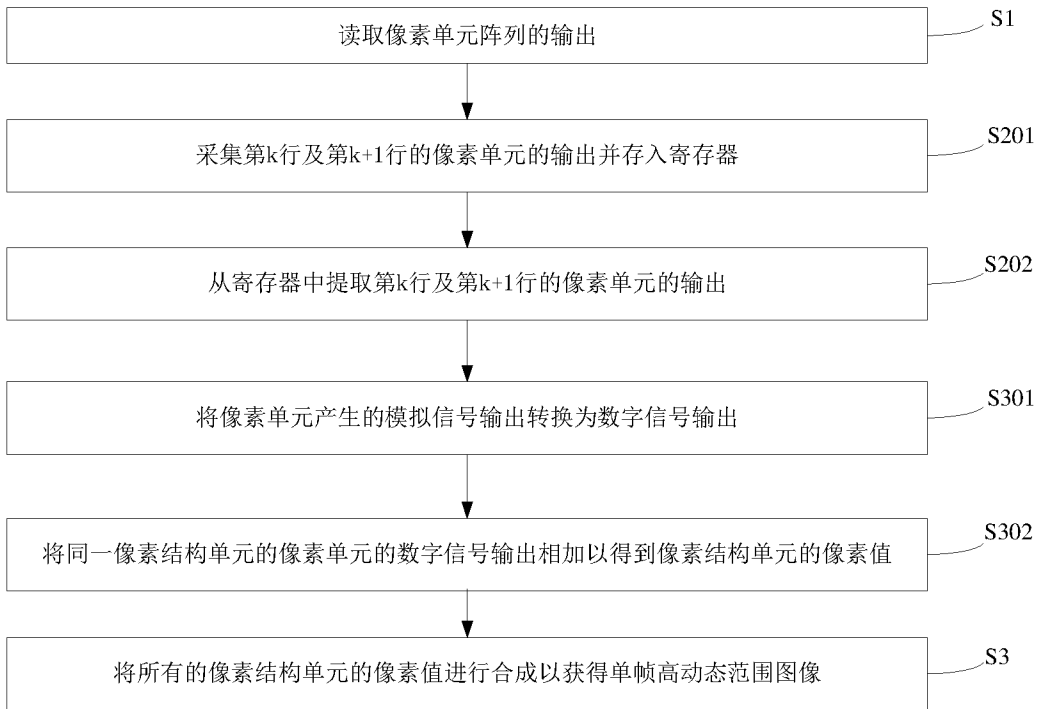 读取像素单元阵列的输出
S1
采集第k行及第k+1行的像素单元的输出并存入寄存器
S201
从寄存器中提取第k行及第k+1行的像素单元的输出
S202
将像素单元产生的模拟信号输出转换为数字信号输出
S301
将同一像素结构单元的像素单元的数字信号输出相加以得到像素结构单元的像素值
S302
将所有的像素结构单元的像素值进行合成以获得单帧高动态范围图像
S3